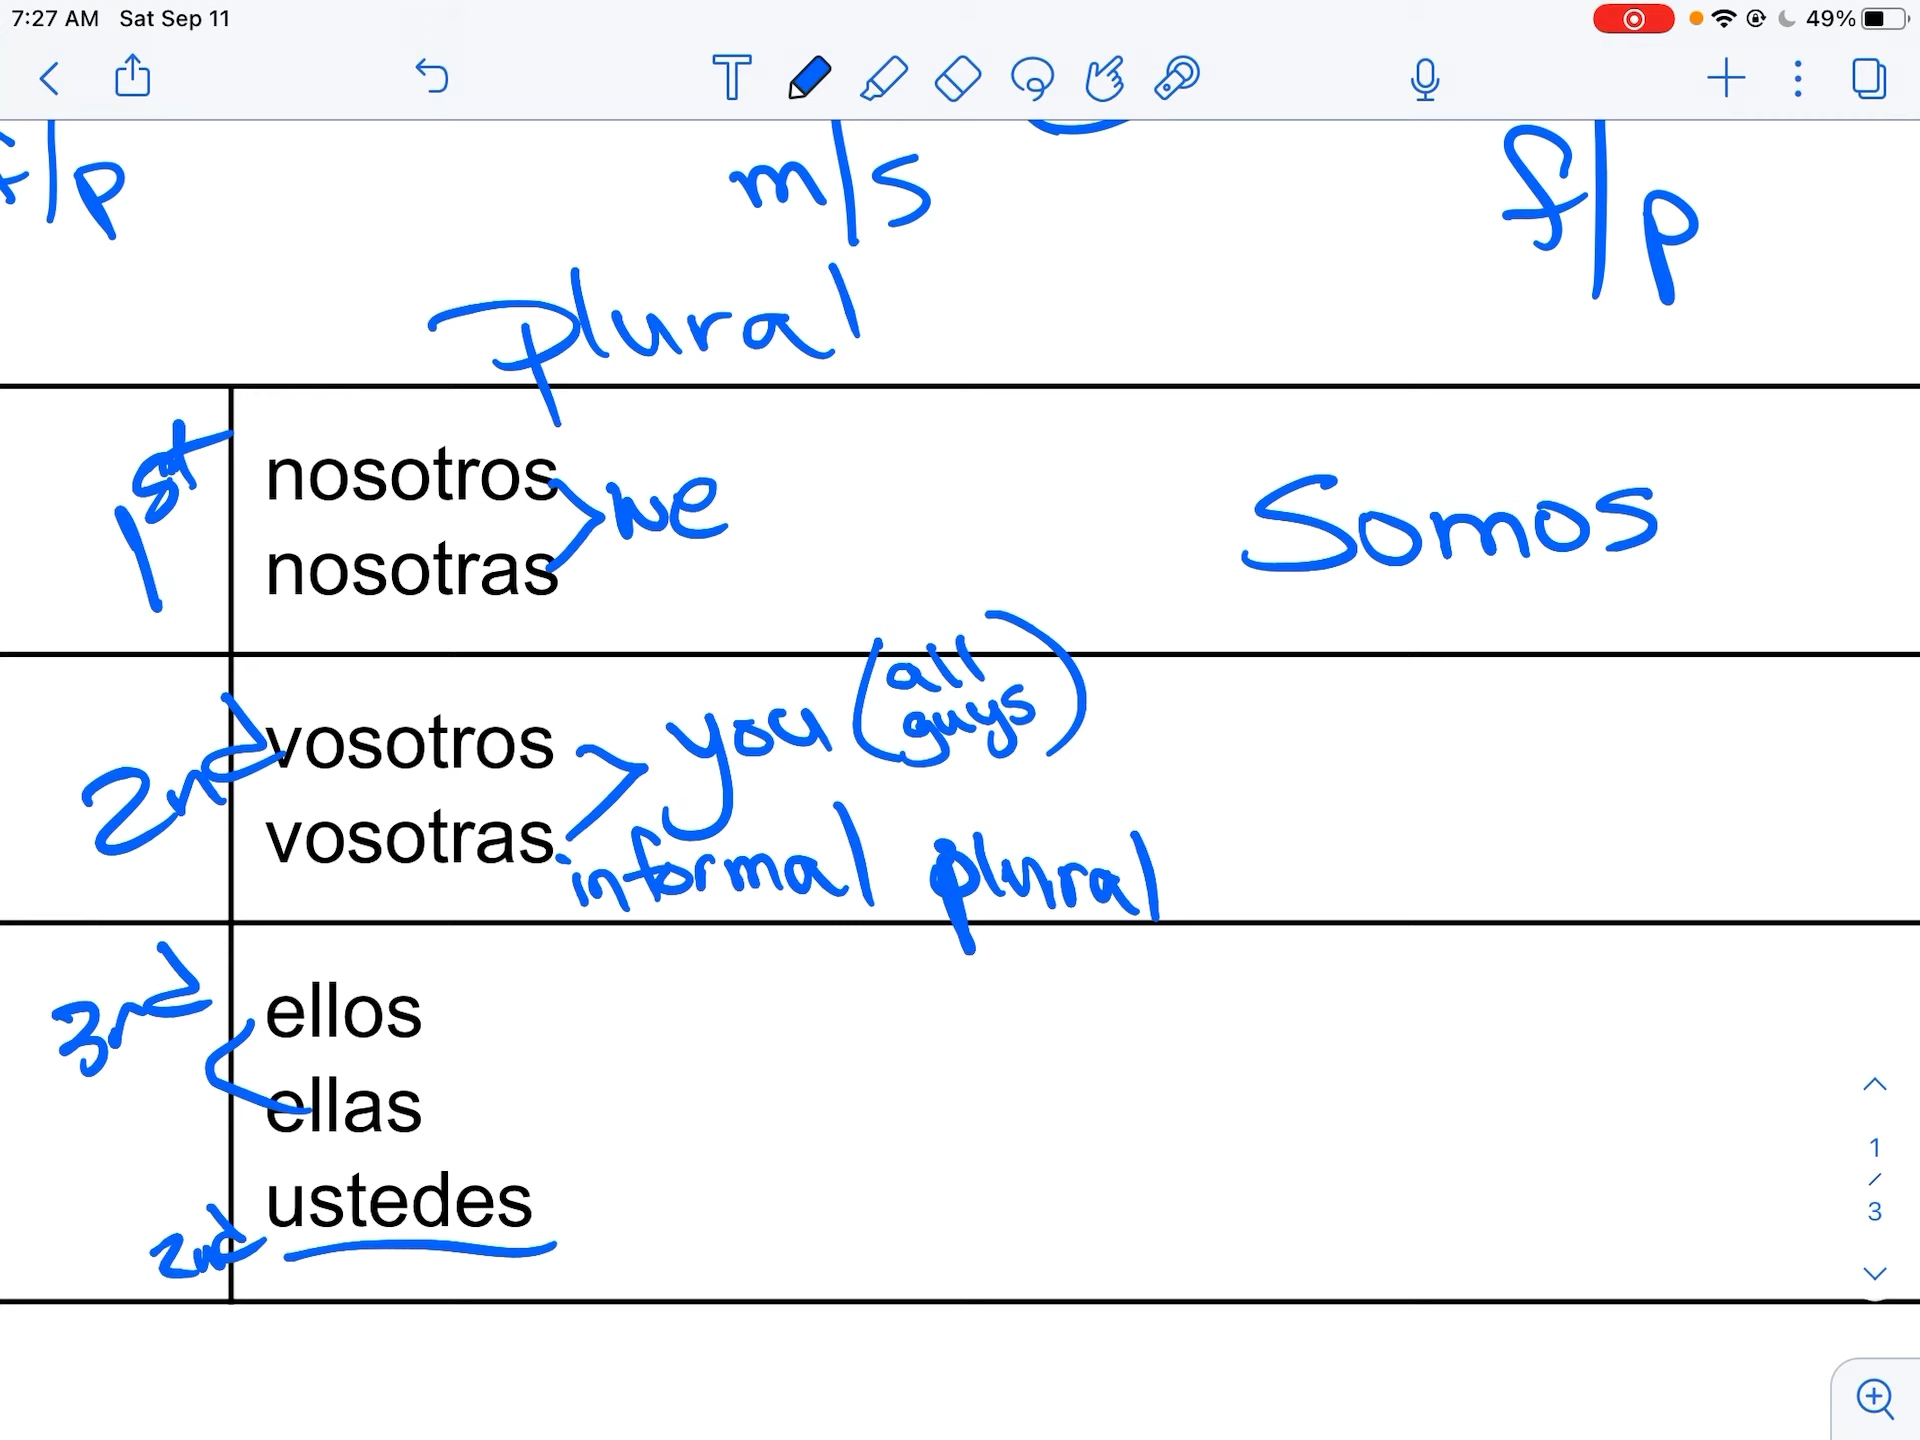 7:27 AM Sat Sep 11
49%
T
f/p
m/s
f/p
plural
1st
nosotros
we
Somos
nosotras
2nd
vosotros
you (all guys)
vosotras
informal plural
3rd
ellos
ellas
1
/
3
ustedes
2nd